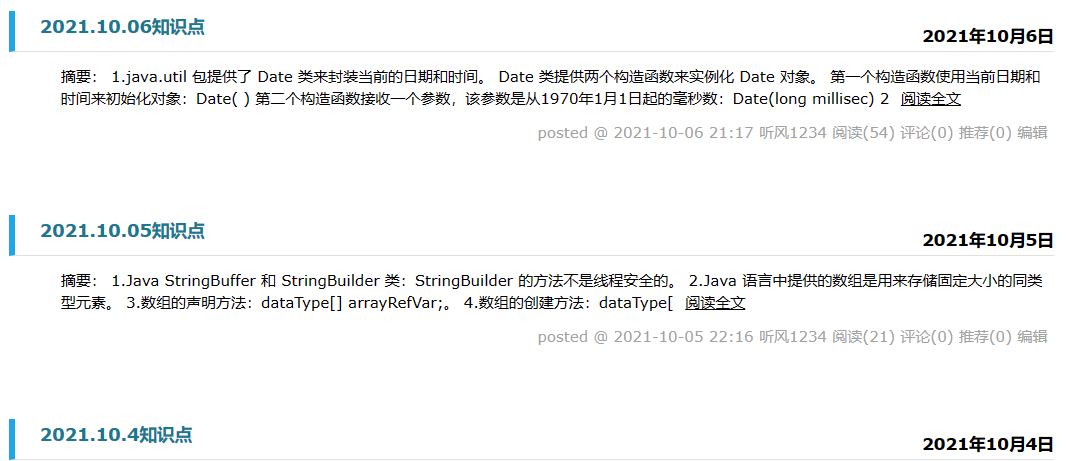 2021.10.06知识点
2021年10月6日
摘要： 1.java.util 包提供了 Date 类来封装当前的日期和时间。 Date 类提供两个构造函数来实例化 Date 对象。 第一个构造函数使用当前日期和
时间来初始化对象：Date( ) 第二个构造函数接收一个参数，该参数是从1970年1月1日起的毫秒数：Date(long millisec) 2 阅读全文
posted @ 2021-10-06 21:17 听风1234 阅读(54) 评论(0) 推荐(0) 编辑
2021.10.05知识点
2021年10月5日
摘要： 1.Java StringBuffer 和 StringBuilder 类：StringBuilder 的方法不是线程安全的。 2.Java 语言中提供的数组是用来存储固定大小的同类
型元素。 3.数组的声明方法：dataType[] arrayRefVar;。 4.数组的创建方法：dataType[ 阅读全文
posted @ 2021-10-05 22:16 听风1234 阅读(21) 评论(0) 推荐(0) 编辑
2021.10.4知识点
2021年10月4日